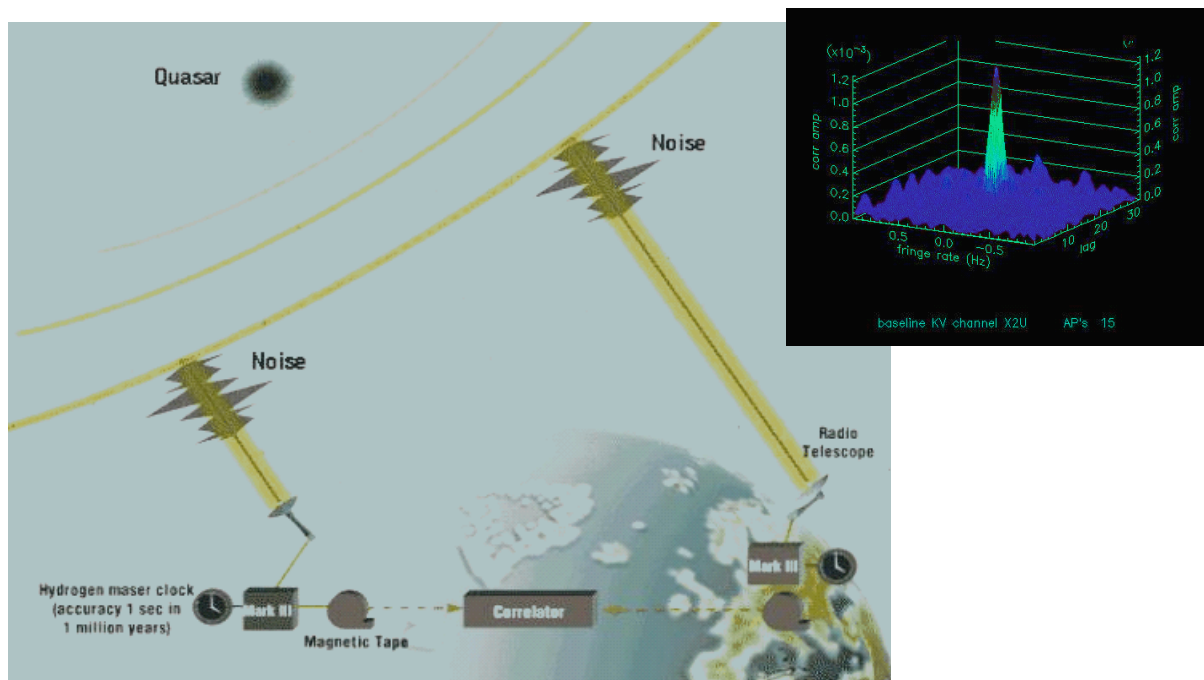 Quasar
Noise
Noise
Radio
Telescope
Hydrogen maser clock
(accuracy 1 sec in
1 million years)
Mark III
Magnetic Tape
Correlator
Mark III
(x10⁻³)
1.2
1.0
0.8
0.6
0.4
0.2
0.0
corr amp
1.2
1.0
0.8
0.6
0.4
0.2
0.0
corr amp
0.5 0.0 -0.5
fringe rate (Hz)
10 20 30
lag
baseline KV channel X2U AP's 15